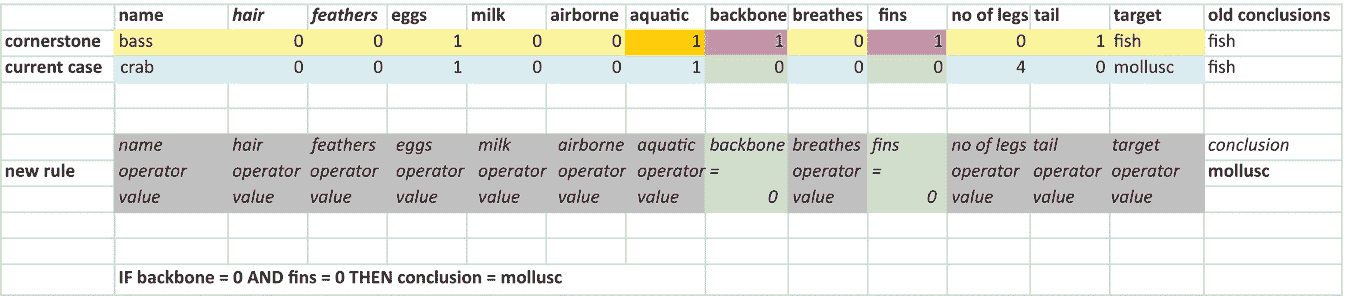 name hair feathers eggs milk airborne aquatic backbone breathes fins no of legs tail target old conclusions
cornerstone bass 0 0 1 0 0 1 1 0 1 0 1 fish fish
current case crab 0 0 1 0 0 1 0 0 0 4 0 mollusc fish
name hair feathers eggs milk airborne aquatic backbone breathes fins no of legs tail target conclusion
new rule operator operator operator operator operator operator operator = operator = operator operator operator mollusc
value value value value value value value 0 value 0 value value value
IF backbone = 0 AND fins = 0 THEN conclusion = mollusc